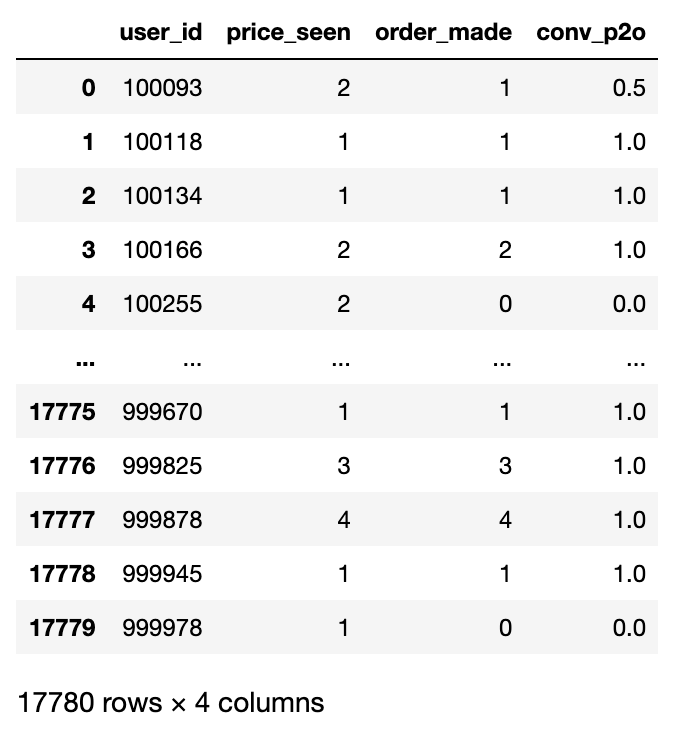 user_id price_seen order_made conv_p2o
0 100093 2 1 0.5
1 100118 1 1 1.0
2 100134 1 1 1.0
3 100166 2 2 1.0
4 100255 2 0 0.0
... ... ... ... ...
17775 999670 1 1 1.0
17776 999825 3 3 1.0
17777 999878 4 4 1.0
17778 999945 1 1 1.0
17779 999978 1 0 0.0
17780 rows × 4 columns